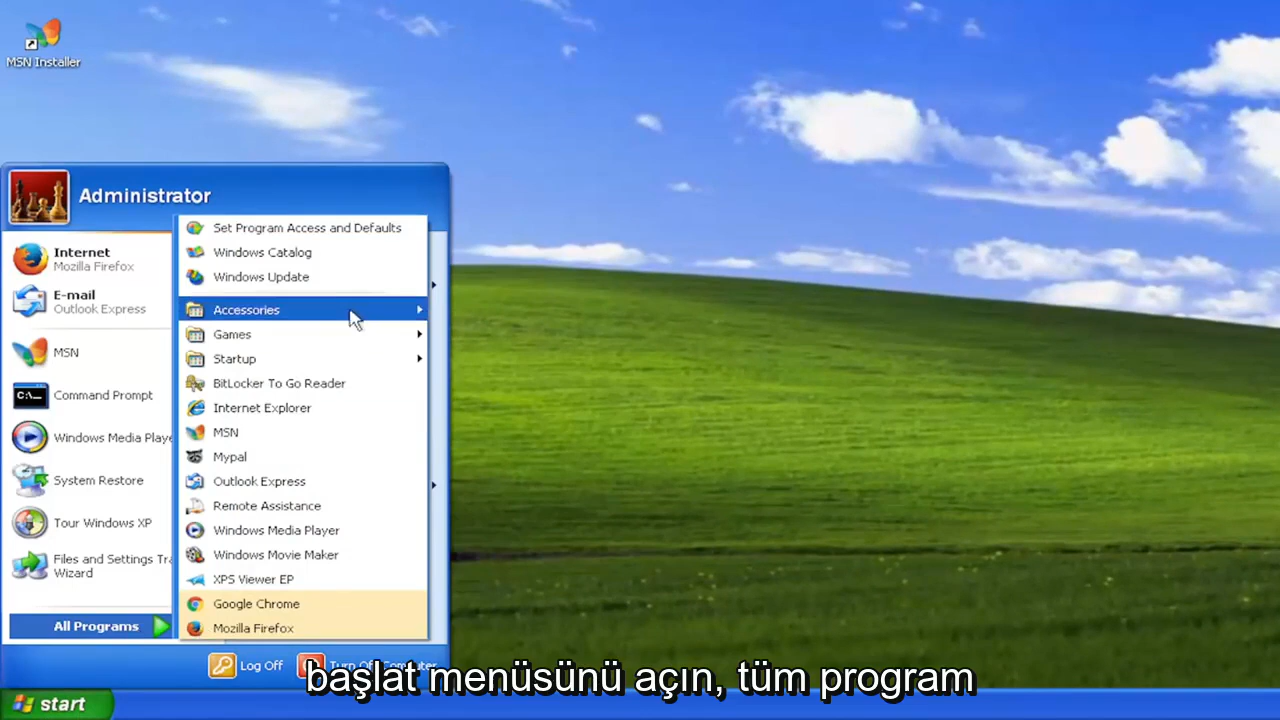 MSN Installer
Administrator
Internet
Mozilla Firefox
E-mail
Outlook Express
MSN
Command Prompt
Windows Media Playe
System Restore
Tour Windows XP
Files and Settings Tra
Wizard
All Programs
Set Program Access and Defaults
Windows Catalog
Windows Update
Accessories
Games
Startup
BitLocker To Go Reader
Internet Explorer
MSN
Mypal
Outlook Express
Remote Assistance
Windows Media Player
Windows Movie Maker
XPS Viewer EP
Google Chrome
Mozilla Firefox
Log Off
Turn Off Computer
başlat menüsünü açın, tüm program
start